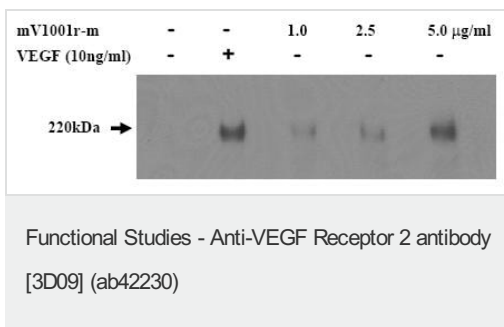 mV1001r-m - - 1.0 2.5 5.0 µg/ml
VEGF (10ng/ml) - + - - -
220kDa
Functional Studies - Anti-VEGF Receptor 2 antibody
[3D09] (ab42230)